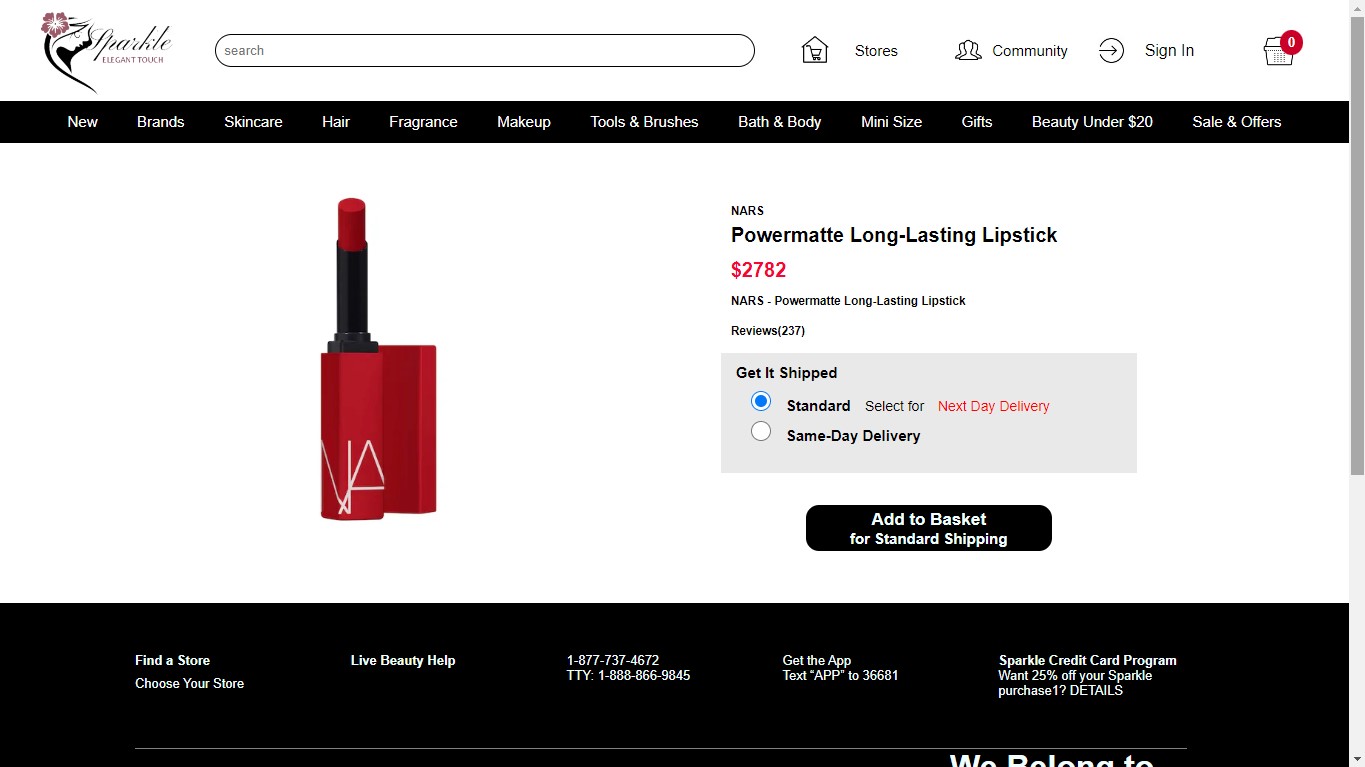 Sparkle
ELEGANT TOUCH
search
Stores
Community
Sign In
0
New Brands Skincare Hair Fragrance Makeup Tools & Brushes Bath & Body Mini Size Gifts Beauty Under $20 Sale & Offers
NARS
Powermatte Long-Lasting Lipstick
$2782
NARS - Powermatte Long-Lasting Lipstick
Reviews(237)
Get It Shipped
Standard Select for Next Day Delivery
Same-Day Delivery
NA
Add to Basket
for Standard Shipping
Find a Store
Choose Your Store
Live Beauty Help
1-877-737-4672
TTY: 1-888-866-9845
Get the App
Text “APP” to 36681
Sparkle Credit Card Program
Want 25% off your Sparkle
purchase1? DETAILS
We Belong to